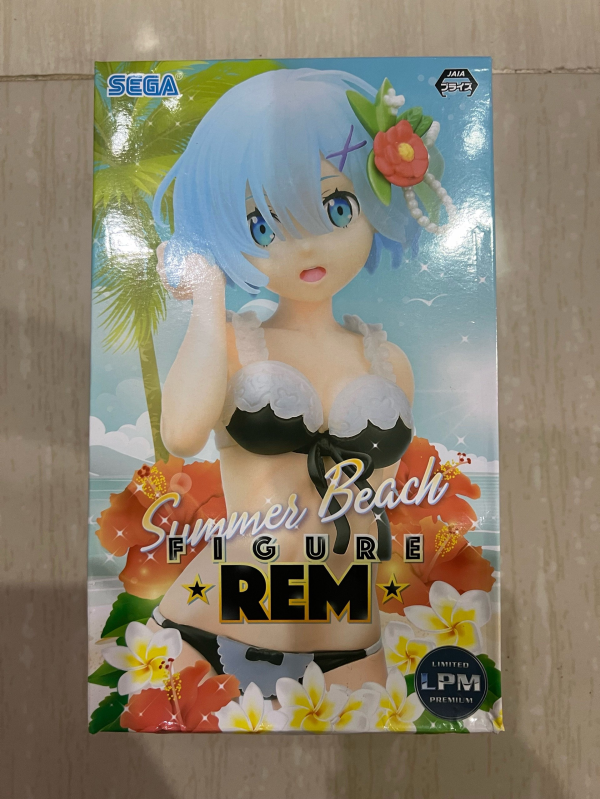 SEGA
JAIA
プライズ
Summer Beach
FIGURE
REM
LIMITED
LPM
PREMIUM